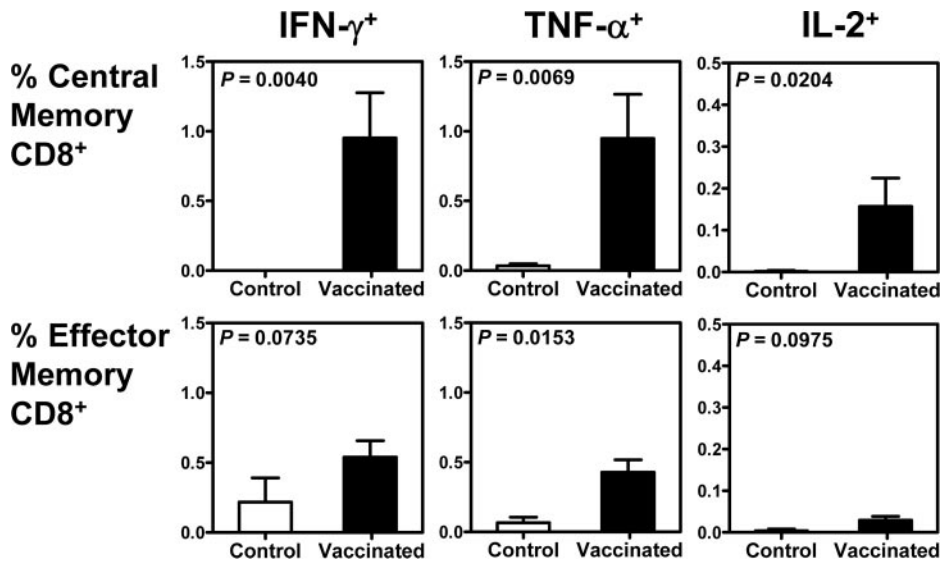 IFN-γ⁺ TNF-α⁺ IL-2⁺
% Central
Memory
CD8⁺
P = 0.0040
1.5
1.0
0.5
0.0
Control Vaccinated
P = 0.0069
1.5
1.0
0.5
0.0
Control Vaccinated
P = 0.0204
0.5
0.4
0.3
0.2
0.1
0.0
Control Vaccinated
% Effector
Memory
CD8⁺
P = 0.0735
1.5
1.0
0.5
0.0
Control Vaccinated
P = 0.0153
1.5
1.0
0.5
0.0
Control Vaccinated
P = 0.0975
0.5
0.4
0.3
0.2
0.1
0.0
Control Vaccinated